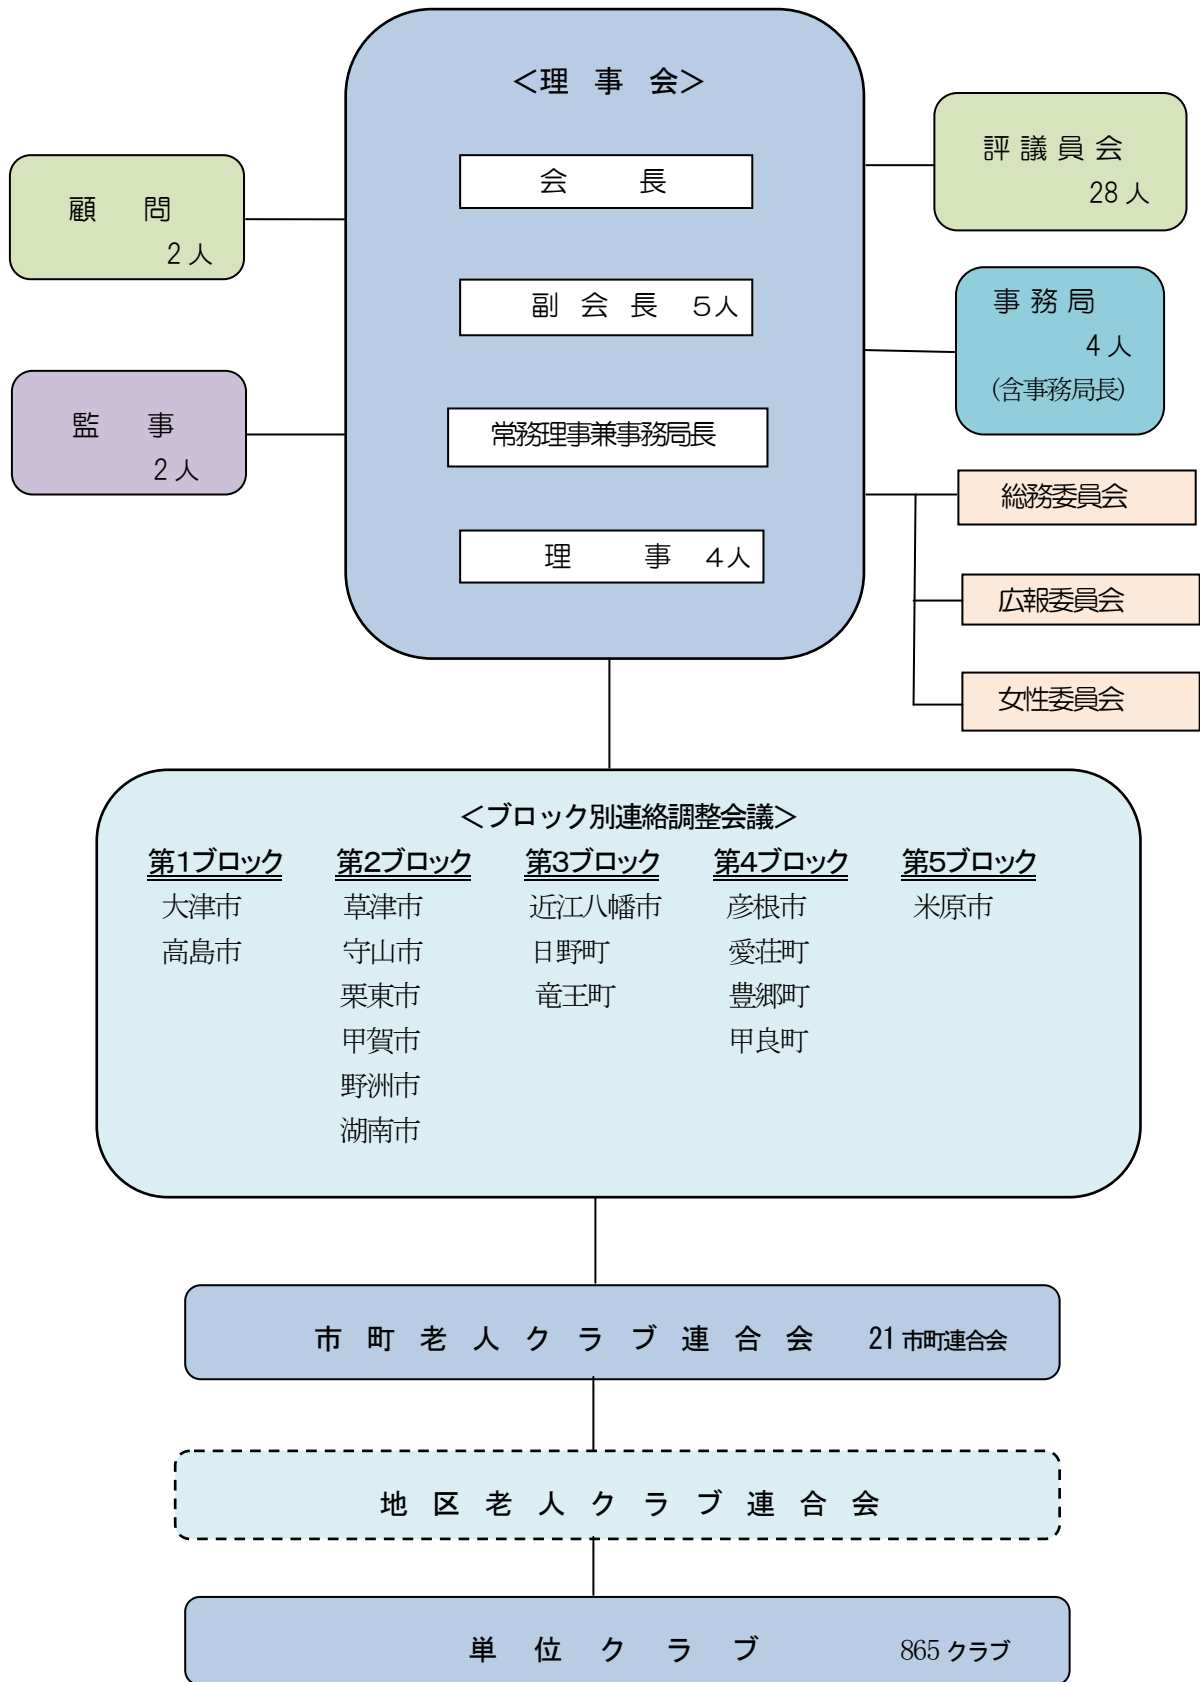 ＜理　事　会＞
会　　長
副　会　長　5人
常務理事兼事務局長
理　　事　4人
顧　問
2人
監　事
2人
評議員会
28人
事務局
4人
（含事務局長）
総務委員会
広報委員会
女性委員会
＜ブロック別連絡調整会議＞
第1ブロック
大津市
高島市
第2ブロック
草津市
守山市
栗東市
甲賀市
野洲市
湖南市
第3ブロック
近江八幡市
日野町
竜王町
第4ブロック
彦根市
愛荘町
豊郷町
甲良町
第5ブロック
米原市
市町老人クラブ連合会　21市町連合会
地区老人クラブ連合会
単位クラブ　865クラブ